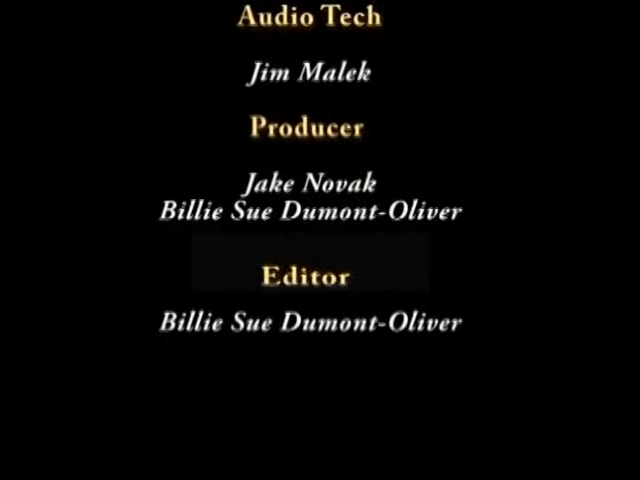 Audio Tech
Jim Malek
Producer
Jake Novak
Billie Sue Dumont-Oliver
Editor
Billie Sue Dumont-Oliver